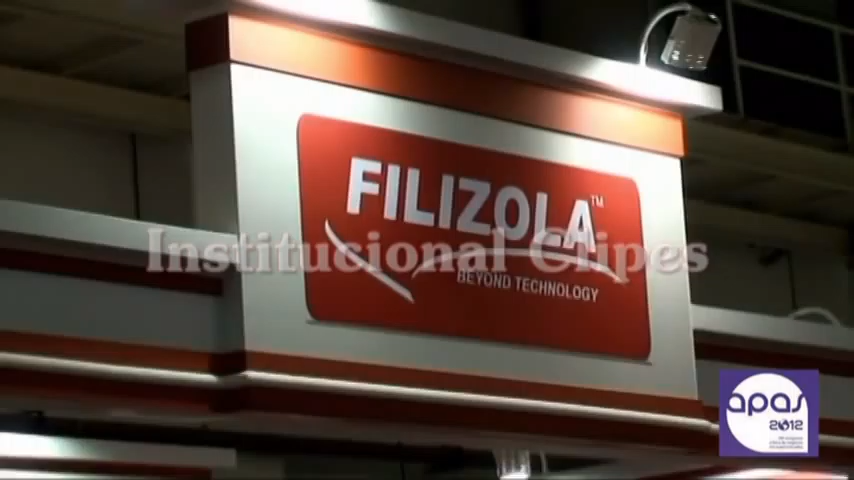 FILIZOLA™
Institucional Clipes
BEYOND TECHNOLOGY
apas
2012